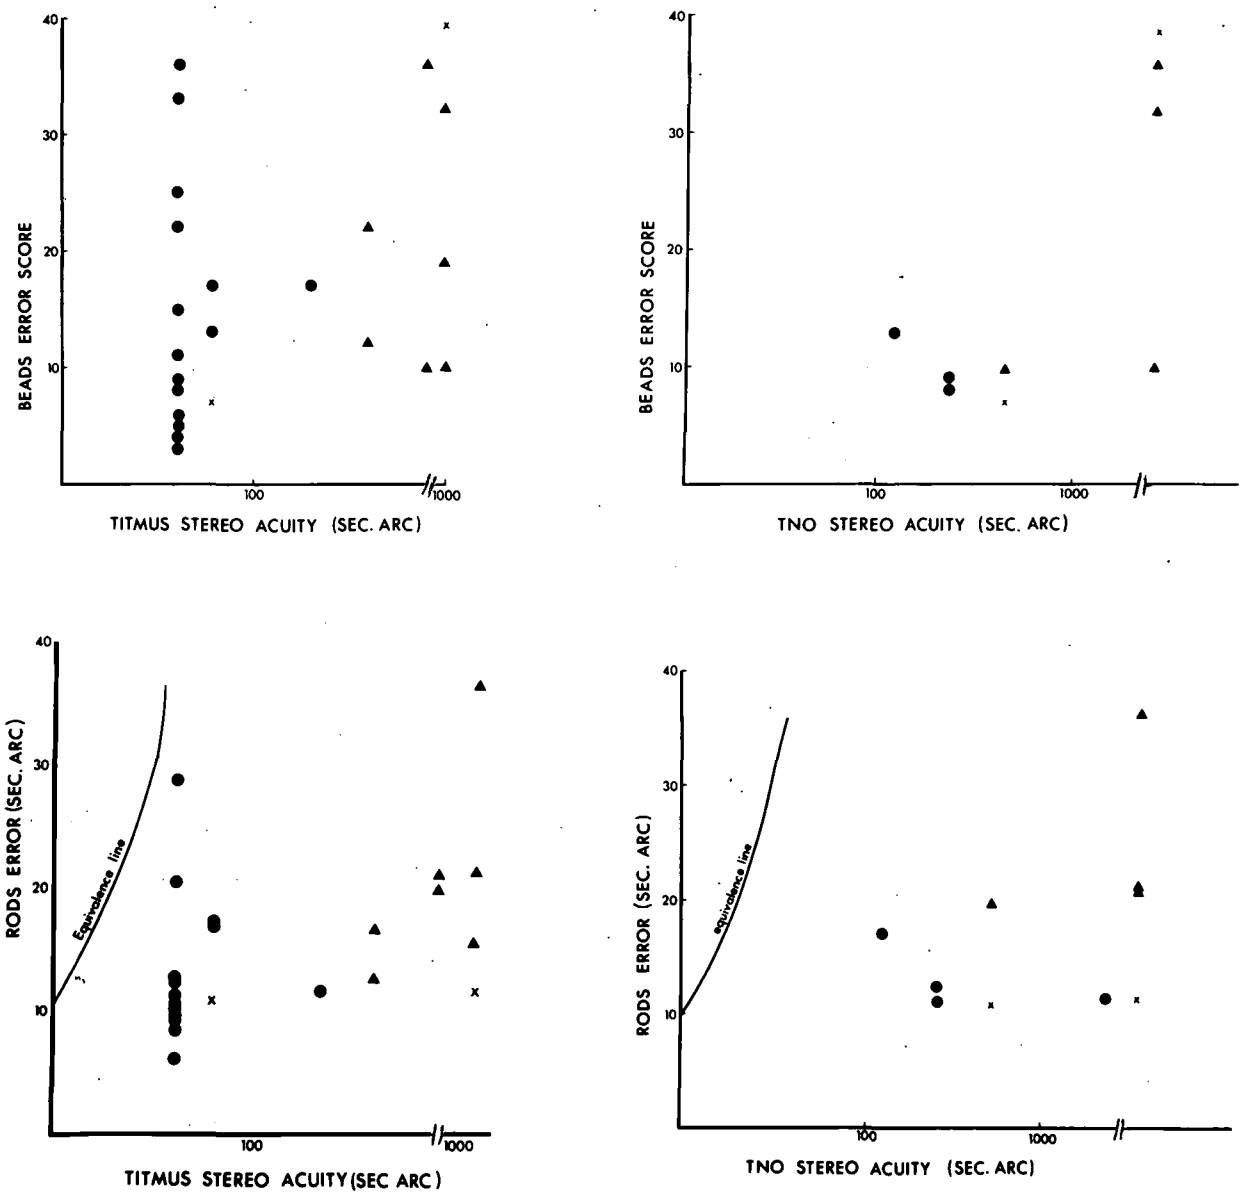 40
30
20
10
BEADS ERROR SCORE
100
1000
TITMUS STEREO ACUITY (SEC. ARC)
40
30
20
10
BEADS ERROR SCORE
100
1000
TNO STEREO ACUITY (SEC. ARC)
40
30
20
10
RODS ERROR (SEC. ARC)
Equivalence line
100
1000
TITMUS STEREO ACUITY (SEC ARC)
40
30
20
10
RODS ERROR (SEC. ARC)
equivalence line
100
1000
TNO STEREO ACUITY (SEC. ARC)